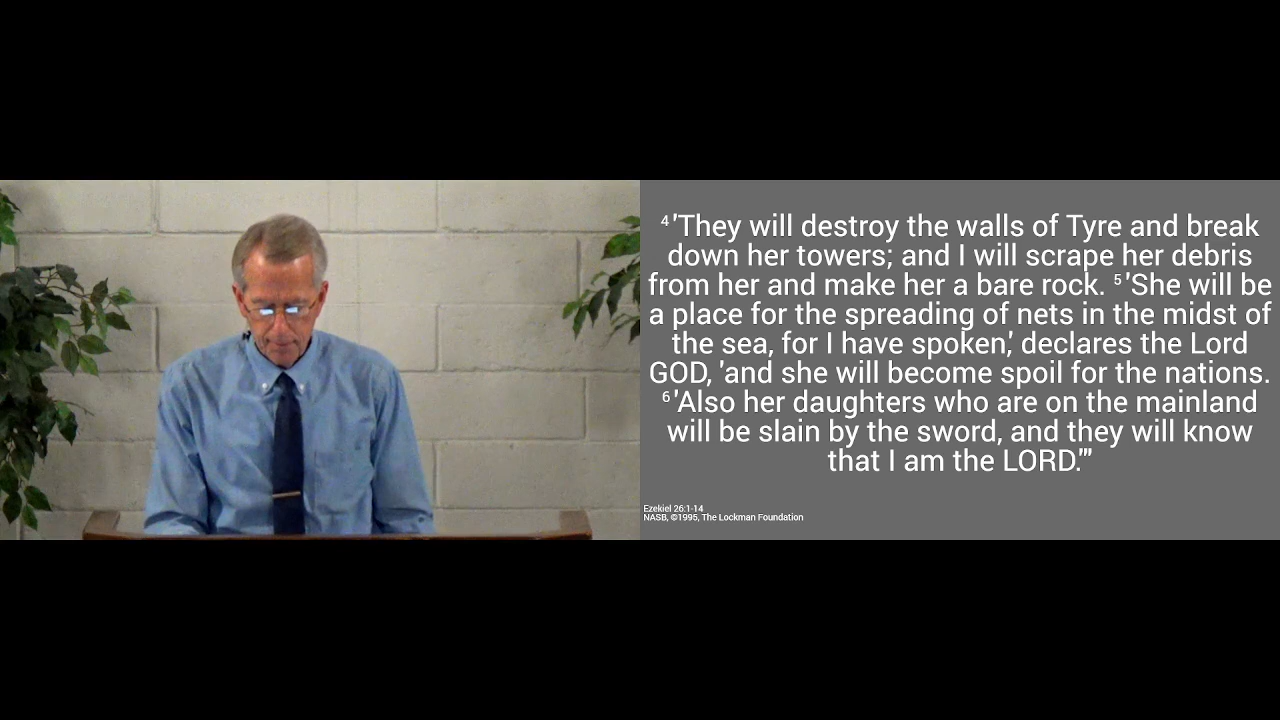 4 'They will destroy the walls of Tyre and break
down her towers; and I will scrape her debris
from her and make her a bare rock. 5 'She will be
a place for the spreading of nets in the midst of
the sea, for I have spoken,' declares the Lord
GOD, 'and she will become spoil for the nations.
6 'Also her daughters who are on the mainland
will be slain by the sword, and they will know
that I am the LORD.'"
Ezekiel 26:1-14
NASB, ©1995, The Lockman Foundation